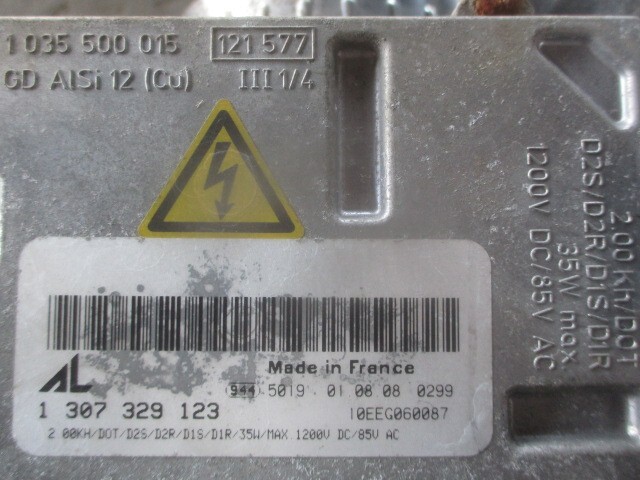 1 035 500 015 121 577
GD AlSi 12 (Cu) III 1/4
2.00 Kh/DOT
D2S/D2R/D1S/D1R
35W max
1200V DC/85V AC
AL
Made in France
944 5019 01 08 08 0299
1 307 329 123 10EEG060087
2 00KH/DOT/D2S/D2R/D1S/D1R/35W/MAX 1200V DC/85V AC